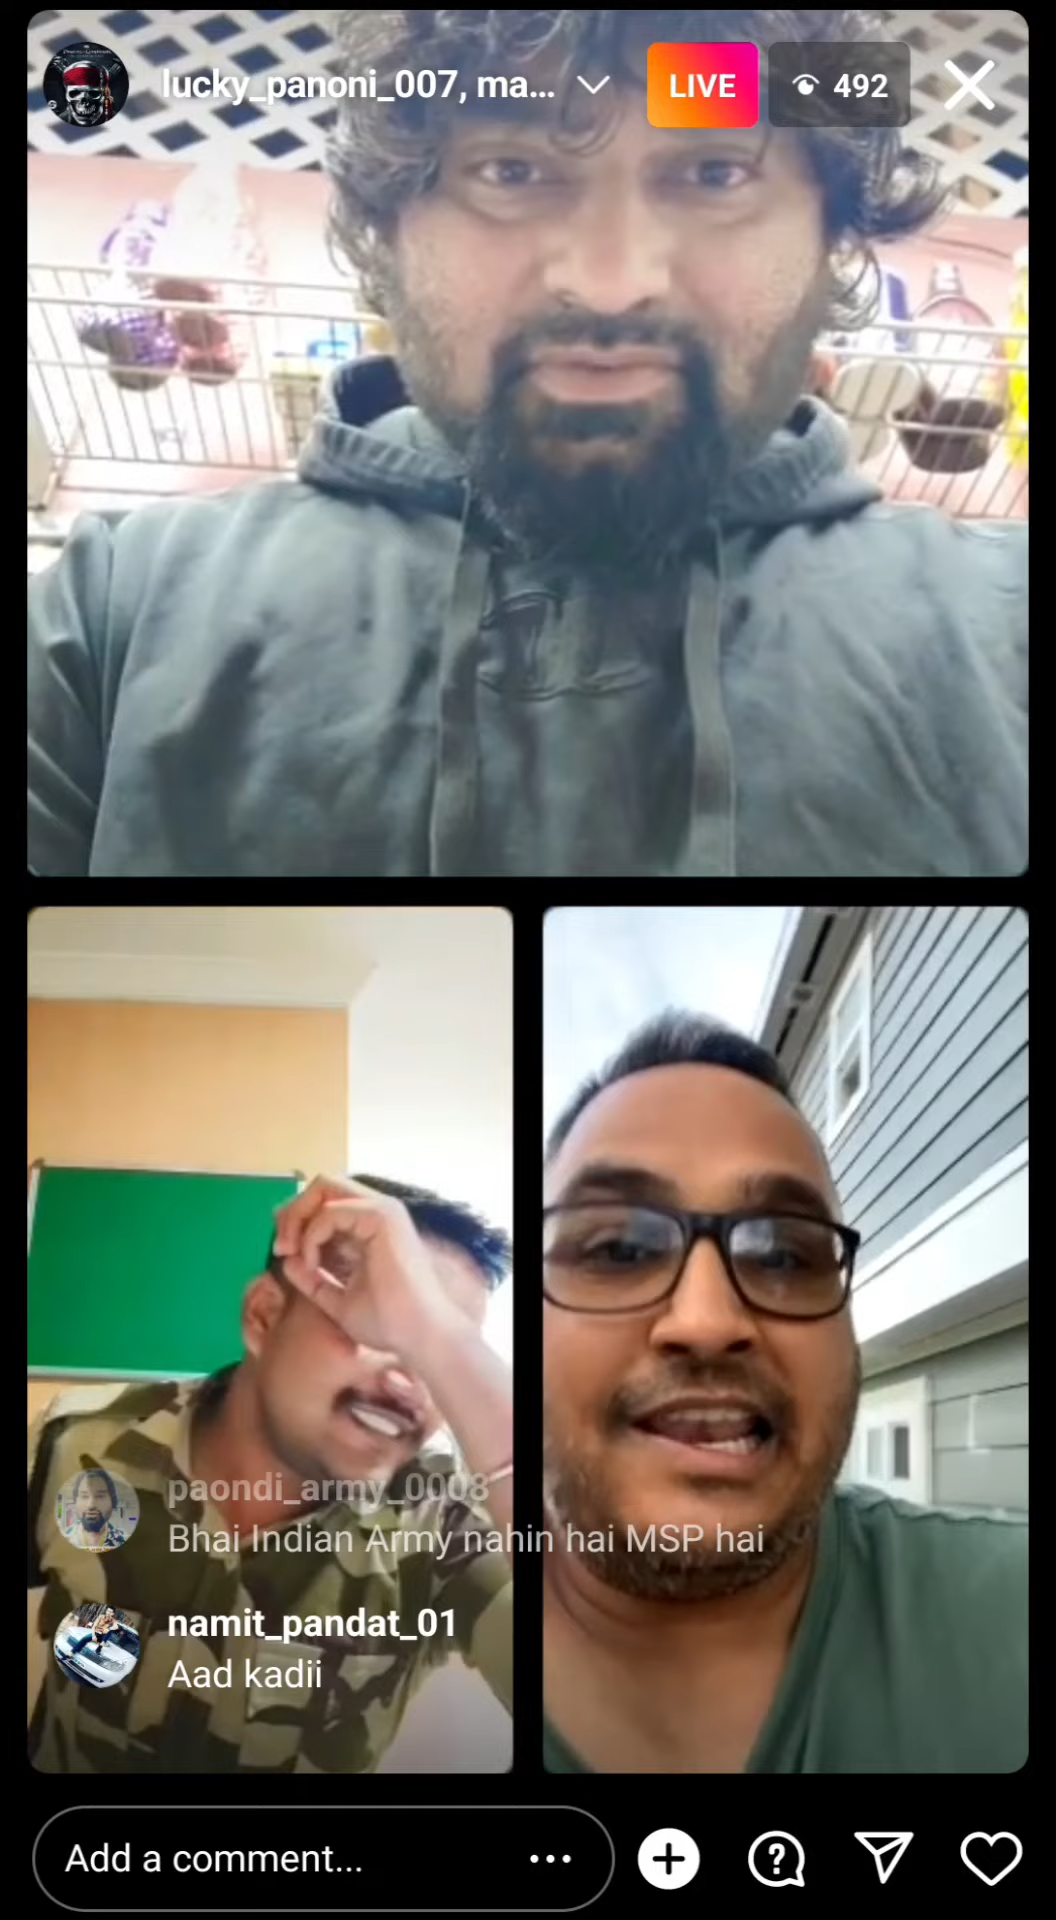 lucky_panoni_007, ma...
LIVE
492
paondi_army_0008
Bhai Indian Army nahin hai MSP hai
namit_pandat_01
Aad kadii
Add a comment...